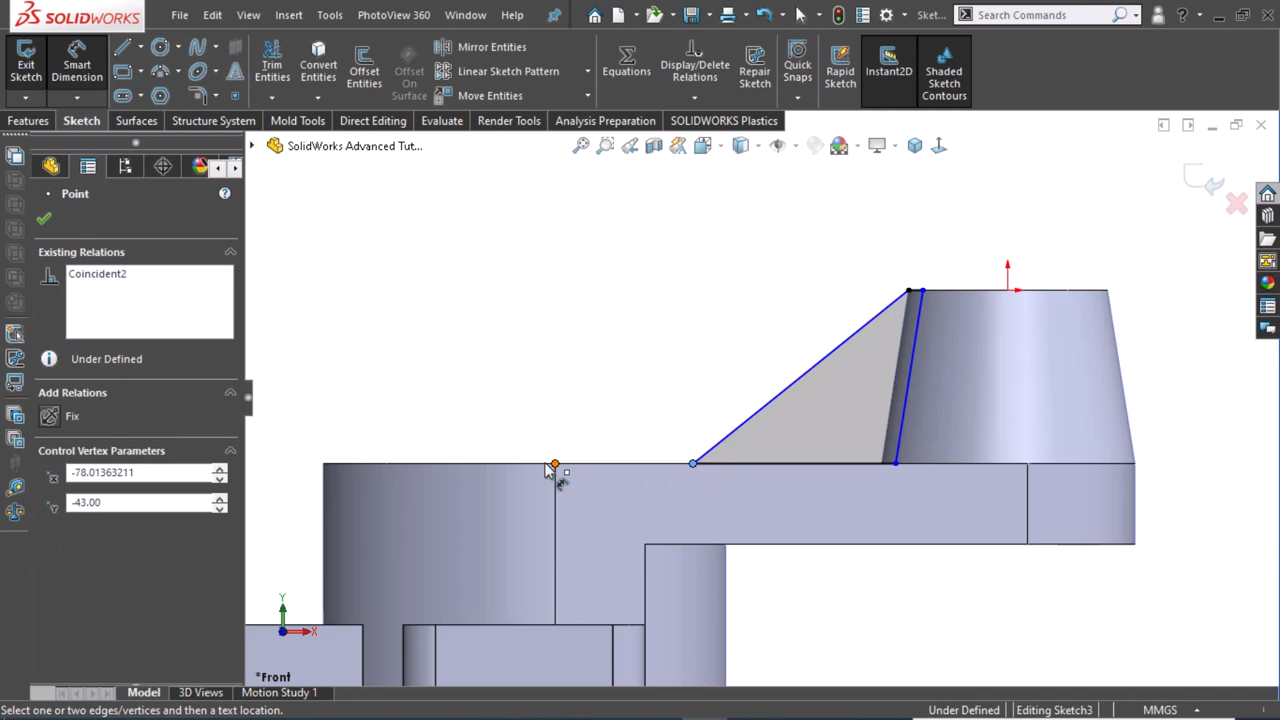 SOLIDWORKS File Edit View Insert Tools PhotoView 360 Window Help Sket... Search Commands ?
Exit Sketch
Smart Dimension
Trim Entities
Convert Entities
Offset Entities
Offset On Surface
Mirror Entities
Linear Sketch Pattern
Move Entities
Equations
Display/Delete Relations
Repair Sketch
Quick Snaps
Rapid Sketch
Instant2D
Shaded Sketch Contours
Features Sketch Surfaces Structure System Mold Tools Direct Editing Evaluate Render Tools Analysis Preparation SOLIDWORKS Plastics
SolidWorks Advanced Tut...
Point
Existing Relations
Coincident2
Under Defined
Add Relations
Fix
Control Vertex Parameters
-78.01363211
-43.00
Y
X
*Front
Model 3D Views Motion Study 1
Select one or two edges/vertices and then a text location. Under Defined Editing Sketch3 MMGS